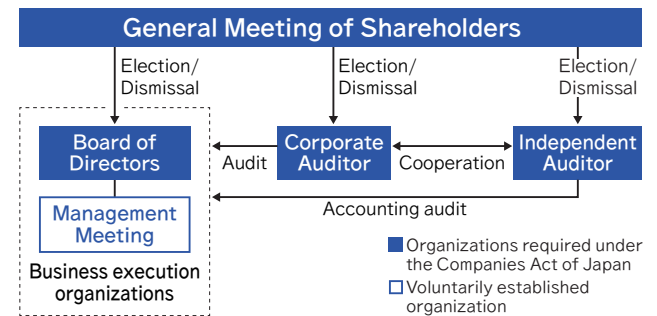 General Meeting of Shareholders
Election/
Dismissal
Election/
Dismissal
Election/
Dismissal
Board of
Directors
Audit
Corporate
Auditor
Cooperation
Independent
Auditor
Management
Meeting
Accounting audit
Business execution
organizations
Organizations required under
the Companies Act of Japan
Voluntarily established
organization